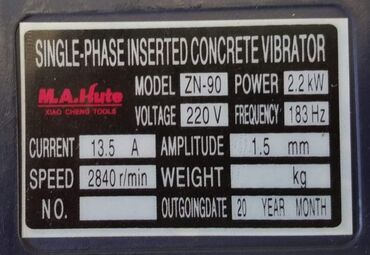 SINGLE-PHASE INSERTED CONCRETE VIBRATOR
M.A.Hute
XIAO CHENG TOOLS
MODEL ZN-90 POWER 2.2 kW
VOLTAGE 220 V FREQUENCY 183 Hz
CURRENT 13.5 A AMPLITUDE 1.5 mm
SPEED 2840 r/min WEIGHT kg
NO. OUTGOINGDATE 20 YEAR MONTH